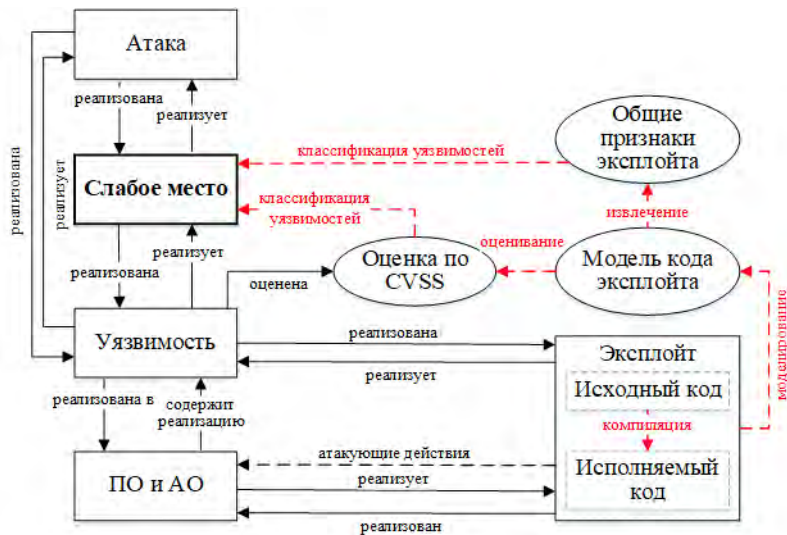 Атака
реализована
реализует
Общие
признаки
эксплойта
классификация уязвимостей
реализована
реализует
Слабое место
классификация
уязвимостей
извлечение
оценивание
реализована
реализует
оценена
Оценка по
CVSS
Модель кода
эксплойта
моделирование
Уязвимость
реализована
реализует
Эксплойт
Исходный код
реализована в
содержит
реализацию
компиляция
атакующие действия
ПО и АО
реализует
Исполняемый
код
реализован